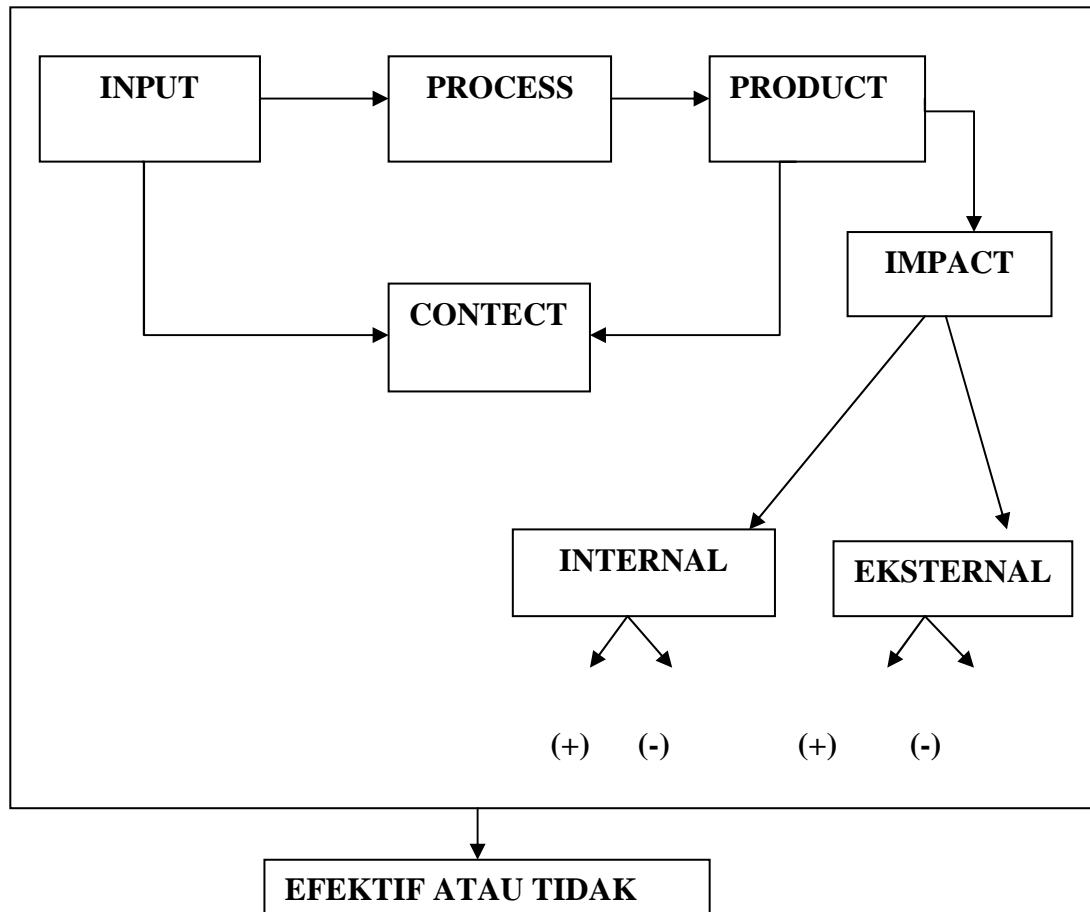 INPUT PROCESS PRODUCT
IMPACT
CONTECT
INTERNAL EKSTERNAL
(+) (-) (+) (-)
EFEKTIF ATAU TIDAK